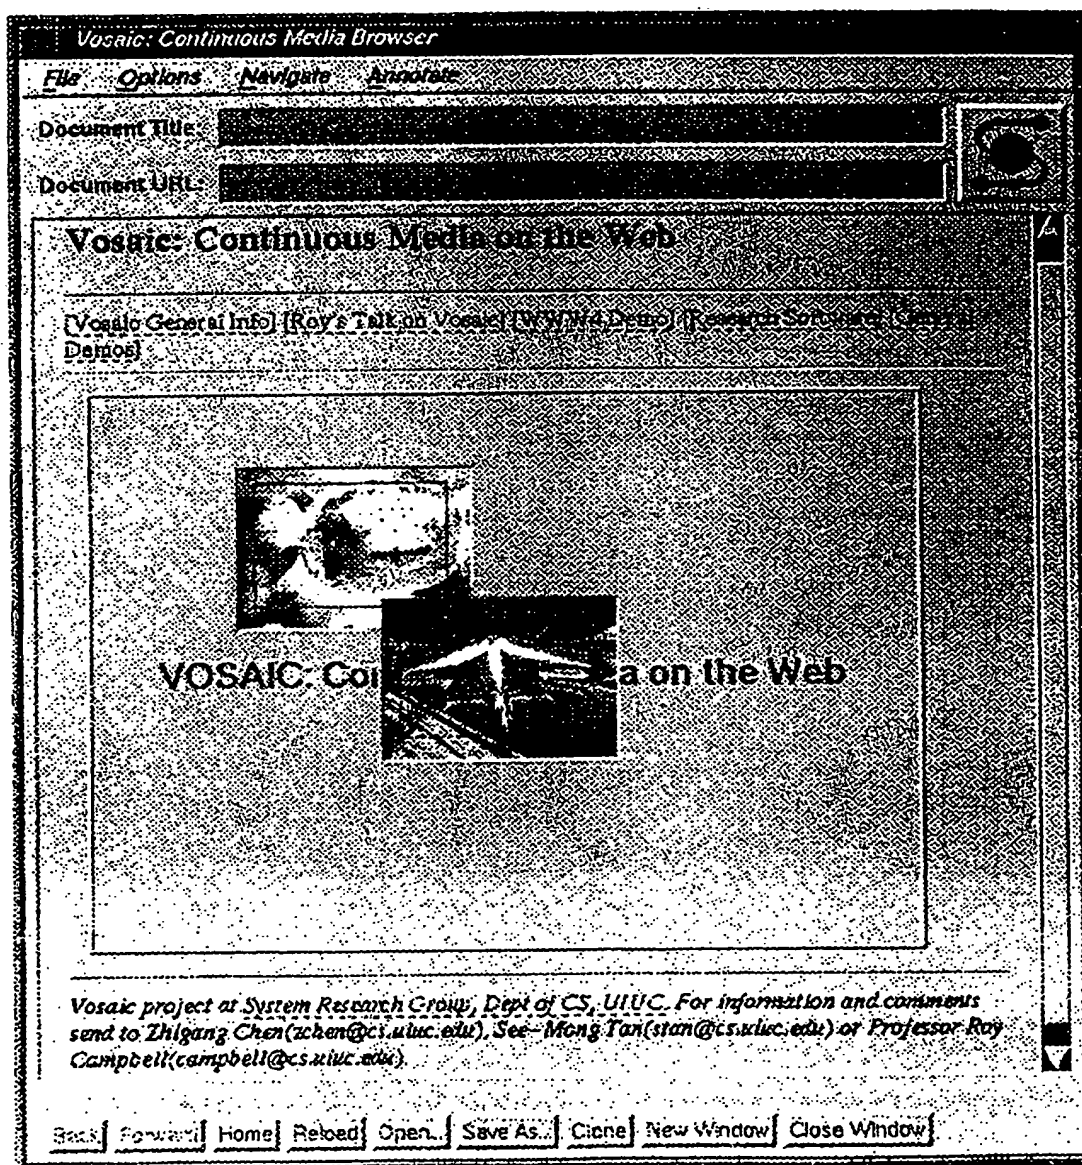 Vosaic: Continuous Media Browser
File Options Navigate Annotate
Document Title:
Document URL:
Vosaic: Continuous Media on the Web
[Vosaic General Info] [Roy's Talk on Vosaic] [WWW4 Demo] [Research Software] [General
Demos]
VOSAIC: Con a on the Web
Vosaic project at System Research Group, Dept of CS, UIUC. For information and comments
send to Zhigang Chen(zchen@cs.uiuc.edu), See-Mong Tan(stan@cs.uiuc.edu) or Professor Roy
Campbell(campbell@cs.uiuc.edu).
Back Forward Home Reload Open... Save As... Clone New Window Close Window